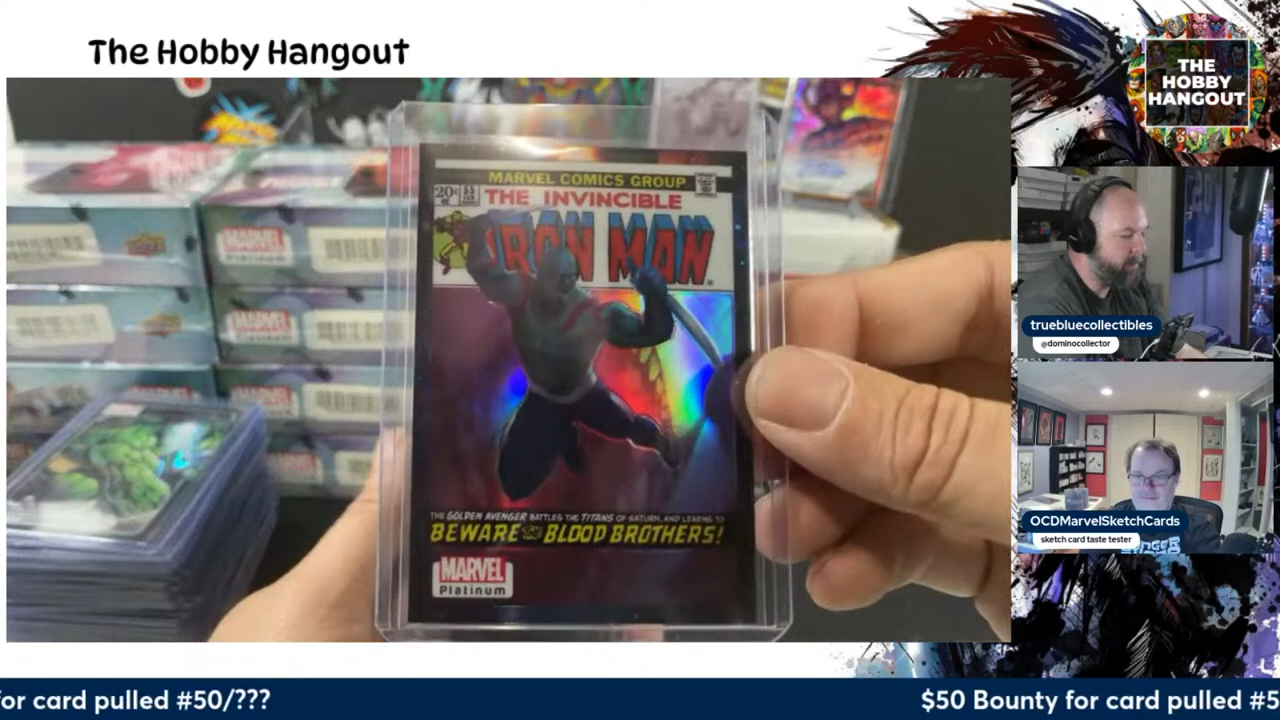 The Hobby Hangout
THE
HOBBY
HANGOUT
MARVEL COMICS GROUP
20¢
55
FEB
THE INVINCIBLE
IRON MAN
THE GOLDEN AVENGER BATTLES THE TITANS OF SATURN, AND LEARNS TO
BEWARE THE BLOOD BROTHERS!
MARVEL
Platinum
MARVEL
Platinum
MARVEL
Platinum
truebluecollectibles
@dominocollector
OCDMarvelSketchCards
sketch card taste tester
for card pulled #50/???
$50 Bounty for card pulled #5